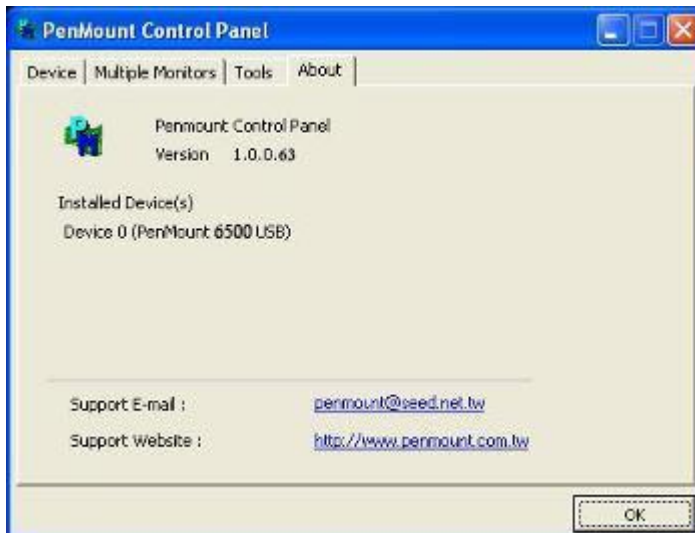 PenMount Control Panel
Device Multiple Monitors Tools About
Penmount Control Panel
Version 1.0.0.63
Installed Device(s)
Device 0 (PenMount 6500 USB)
Support E-mail : penmount@seed.net.tw
Support Website : http://www.penmount.com.tw
OK